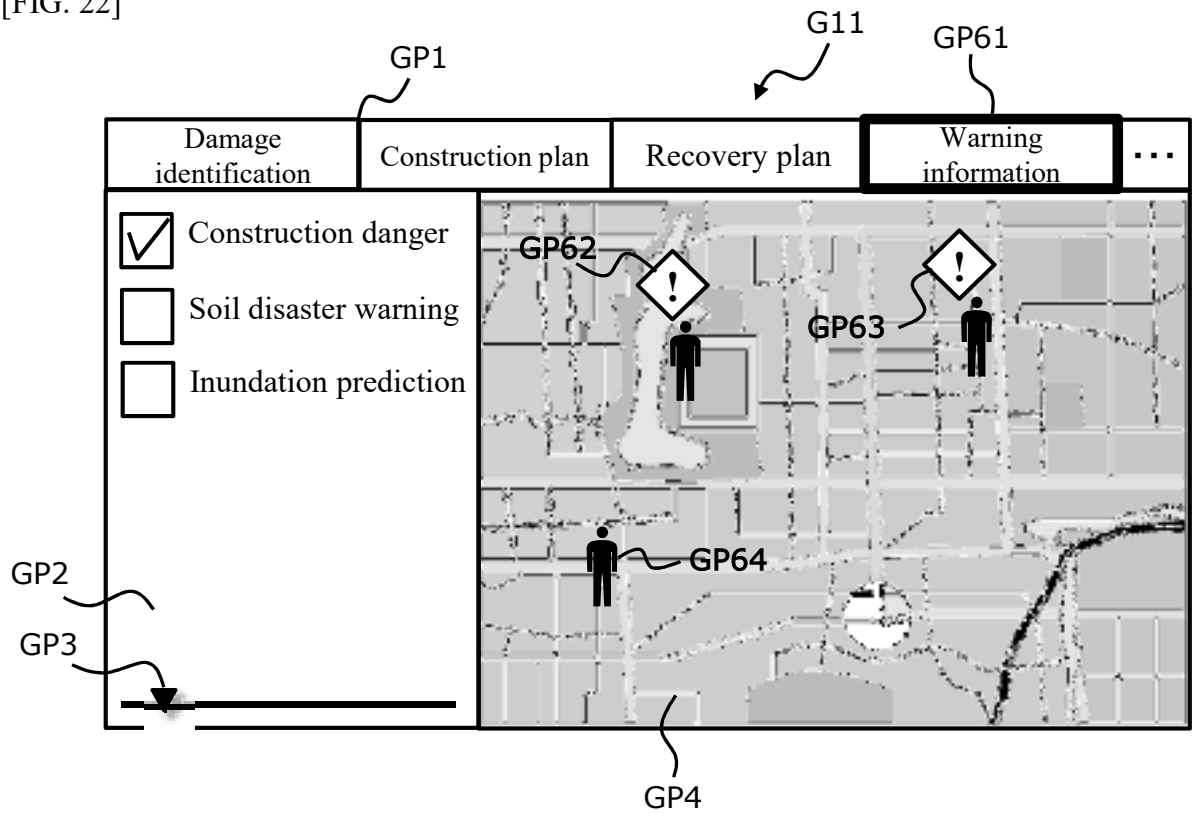 [FIG. 22]
G11
GP61
GP1
Damage
identification
Construction plan
Recovery plan
Warning
information
...
Construction danger
Soil disaster warning
Inundation prediction
GP62
!
!
GP63
GP64
GP2
GP3
GP4